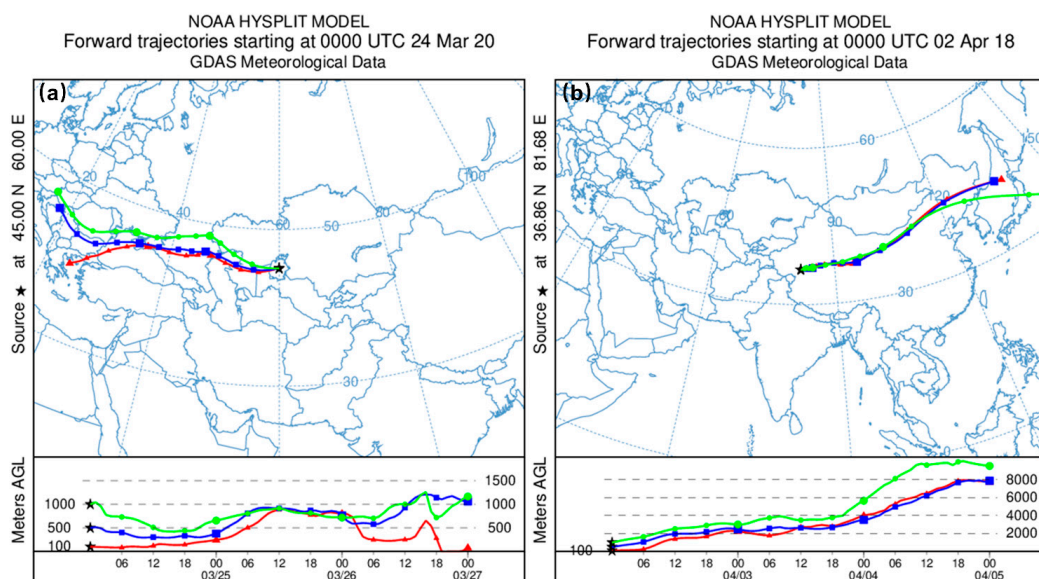 NOAA HYSPLIT MODEL
Forward trajectories starting at 0000 UTC 24 Mar 20
GDAS Meteorological Data
(a)
Source ★ at 45.00 N 60.00 E
20
40
60
50
100
30
Meters AGL
1000
500
100
1500
1000
500
06 12 18 00 06 12 18 00 06 12 18 00
03/25 03/26 03/27
NOAA HYSPLIT MODEL
Forward trajectories starting at 0000 UTC 02 Apr 18
GDAS Meteorological Data
(b)
Source ★ at 36.86 N 81.68 E
60
150
90
30
Meters AGL
100
8000
6000
4000
2000
06 12 18 00 06 12 18 00 06 12 18 00
04/03 04/04 04/05